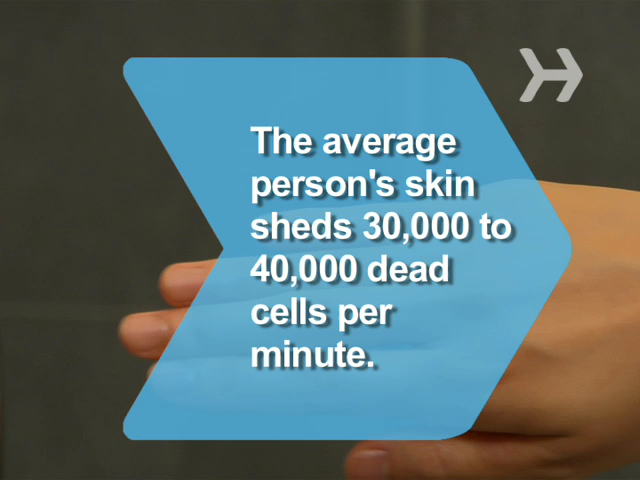 The average
person's skin
sheds 30,000 to
40,000 dead
cells per
minute.